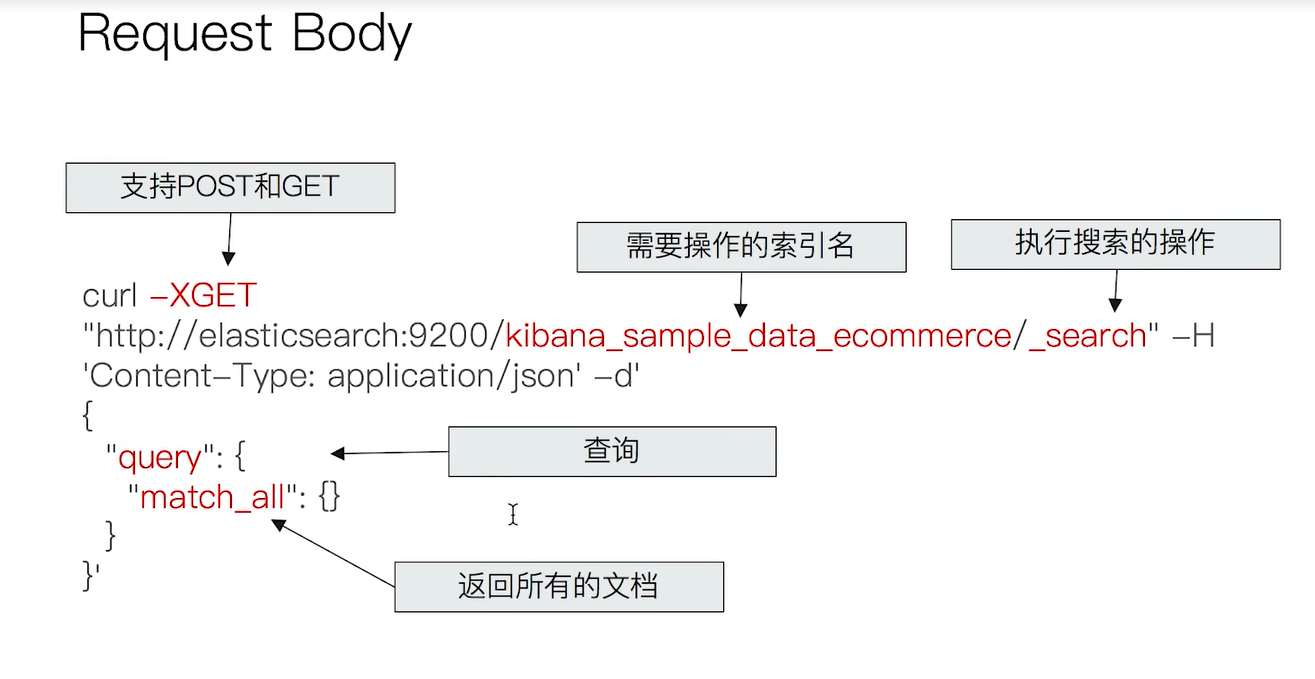 Request Body
支持POST和GET
需要操作的索引名
执行搜索的操作
curl –XGET
"http://elasticsearch:9200/kibana_sample_data_ecommerce/_search" –H
'Content–Type: application/json' –d'
{
"query": {
查询
"match_all": {}
}
}'
返回所有的文档